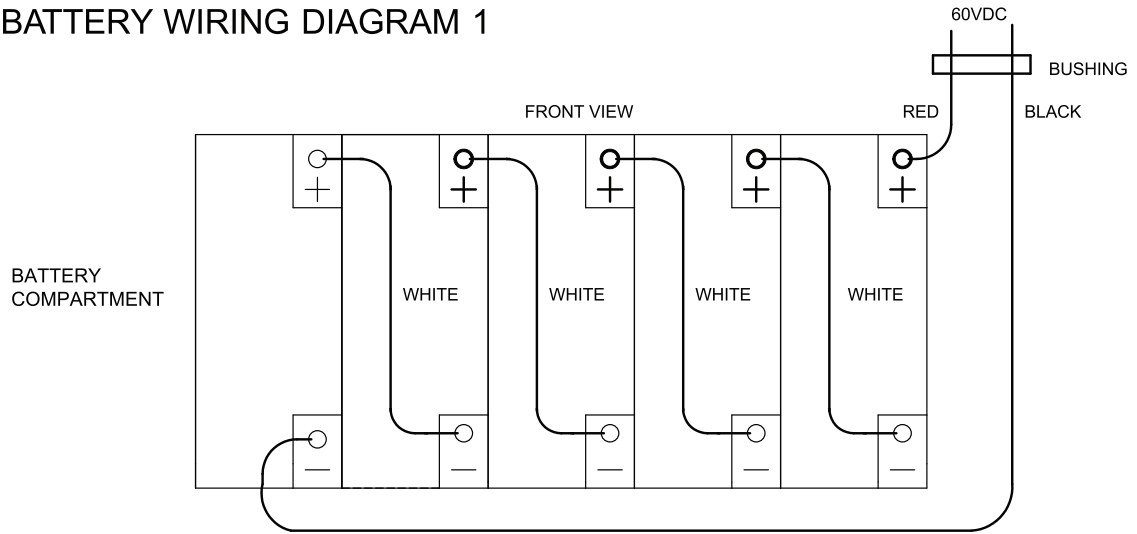 BATTERY WIRING DIAGRAM 1
60VDC
BUSHING
FRONT VIEW
RED
BLACK
+
+
+
+
+
BATTERY
COMPARTMENT
WHITE
WHITE
WHITE
WHITE
—
—
—
—
—